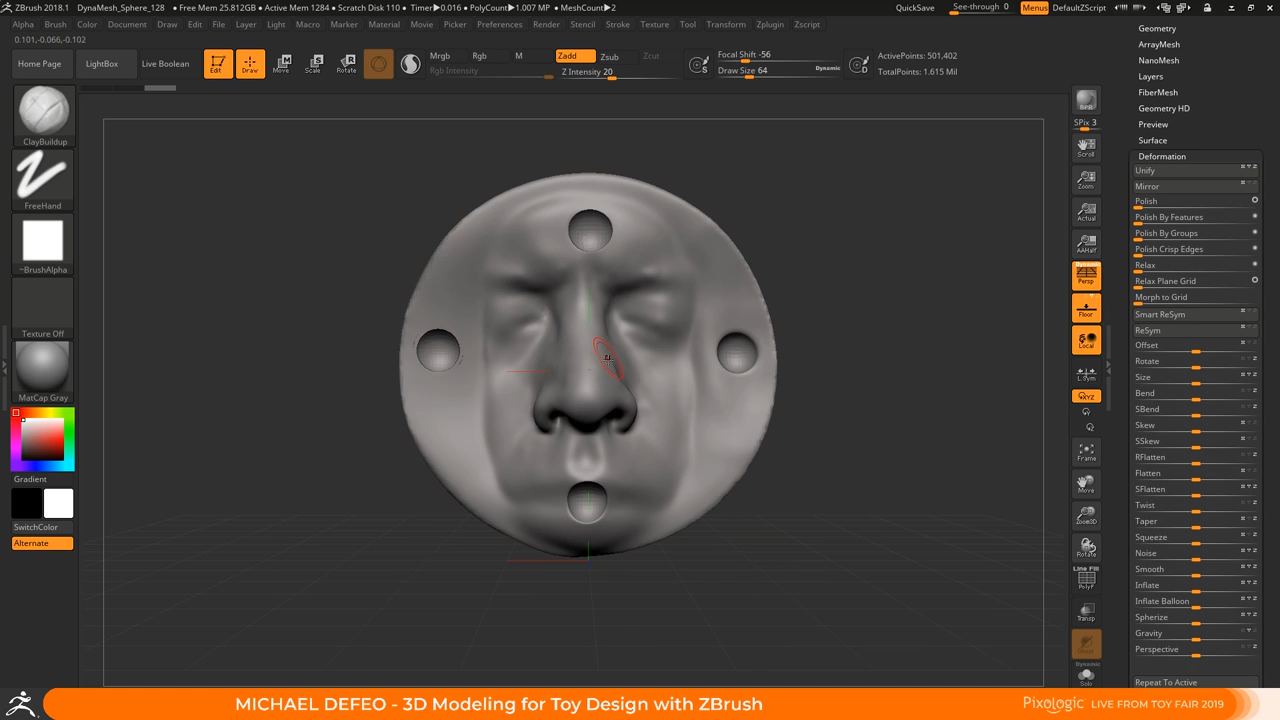 ZBrush 2018.1 DynaMesh_Sphere_128 • Free Mem 25.812GB • Active Mem 1284 • Scratch Disk 110 • Timer▶0.016 • PolyCount▶1.007 MP • MeshCount▶2
QuickSave See-through 0 Menus DefaultZScript
Alpha Brush Color Document Draw Edit File Layer Light Macro Marker Material Movie Picker Preferences Render Stencil Stroke Texture Tool Transform Zplugin Zscript
0.101,-0.066,-0.102
Home Page LightBox Live Boolean Edit Draw Move Scale Rotate
Mrgb Rgb M Zadd Zsub Zcut
Rgb Intensity Z Intensity 20
S Focal Shift -56
Draw Size 64 Dynamic
D ActivePoints: 501,402
TotalPoints: 1.615 Mil
ClayBuildup
FreeHand
~BrushAlpha
Texture Off
MatCap Gray
Gradient
SwitchColor
Alternate
BPR
SPix 3
Scroll
Zoom
Actual
AAHalf
Dynamic
Persp
Floor
Local
L.Sym
XYZ
Frame
Move
Zoom3D
Rotate
Line Fill
PolyF
Transp
Dynamic
Solo
Geometry
ArrayMesh
NanoMesh
Layers
FiberMesh
Geometry HD
Preview
Surface
Deformation
Unify
Mirror
Polish
Polish By Features
Polish By Groups
Polish Crisp Edges
Relax
Relax Plane Grid
Morph to Grid
Smart ReSym
ReSym
Offset
Rotate
Size
Bend
SBend
Skew
SSkew
RFlatten
Flatten
SFlatten
Twist
Taper
Squeeze
Noise
Smooth
Inflate
Inflate Balloon
Spherize
Gravity
Perspective
Repeat To Active
MICHAEL DEFEO - 3D Modeling for Toy Design with ZBrush
PIXOLOGIC LIVE FROM TOY FAIR 2019